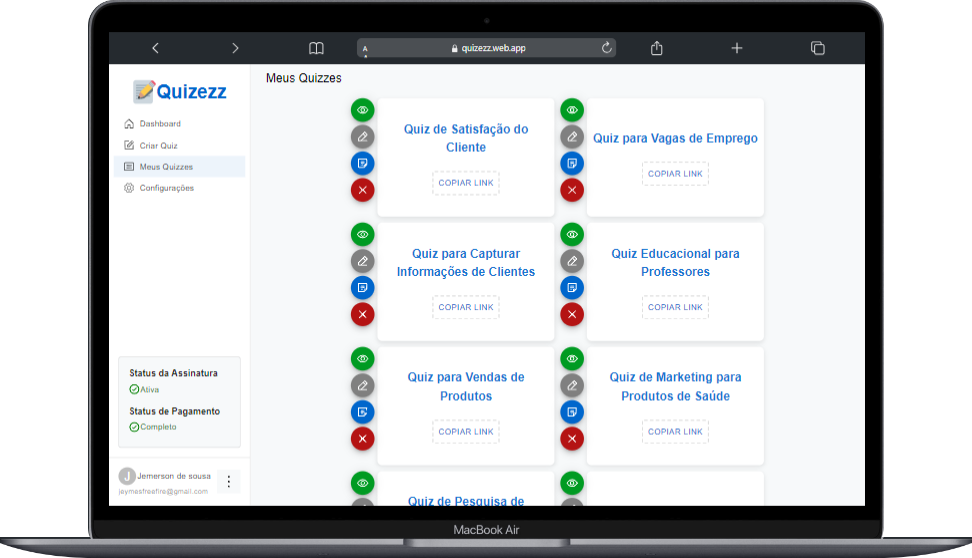 A
quizezz.web.app
Quizezz
Dashboard
Criar Quiz
Meus Quizzes
Configurações
Status da Assinatura
Ativa
Status de Pagamento
Completo
J
Jemerson de sousa
jeymesfreefire@gmail.com
Meus Quizzes
Quiz de Satisfação do
Cliente
COPIAR LINK
Quiz para Vagas de Emprego
COPIAR LINK
Quiz para Capturar
Informações de Clientes
COPIAR LINK
Quiz Educacional para
Professores
COPIAR LINK
Quiz para Vendas de
Produtos
COPIAR LINK
Quiz de Marketing para
Produtos de Saúde
COPIAR LINK
Quiz de Pesquisa de
MacBook Air